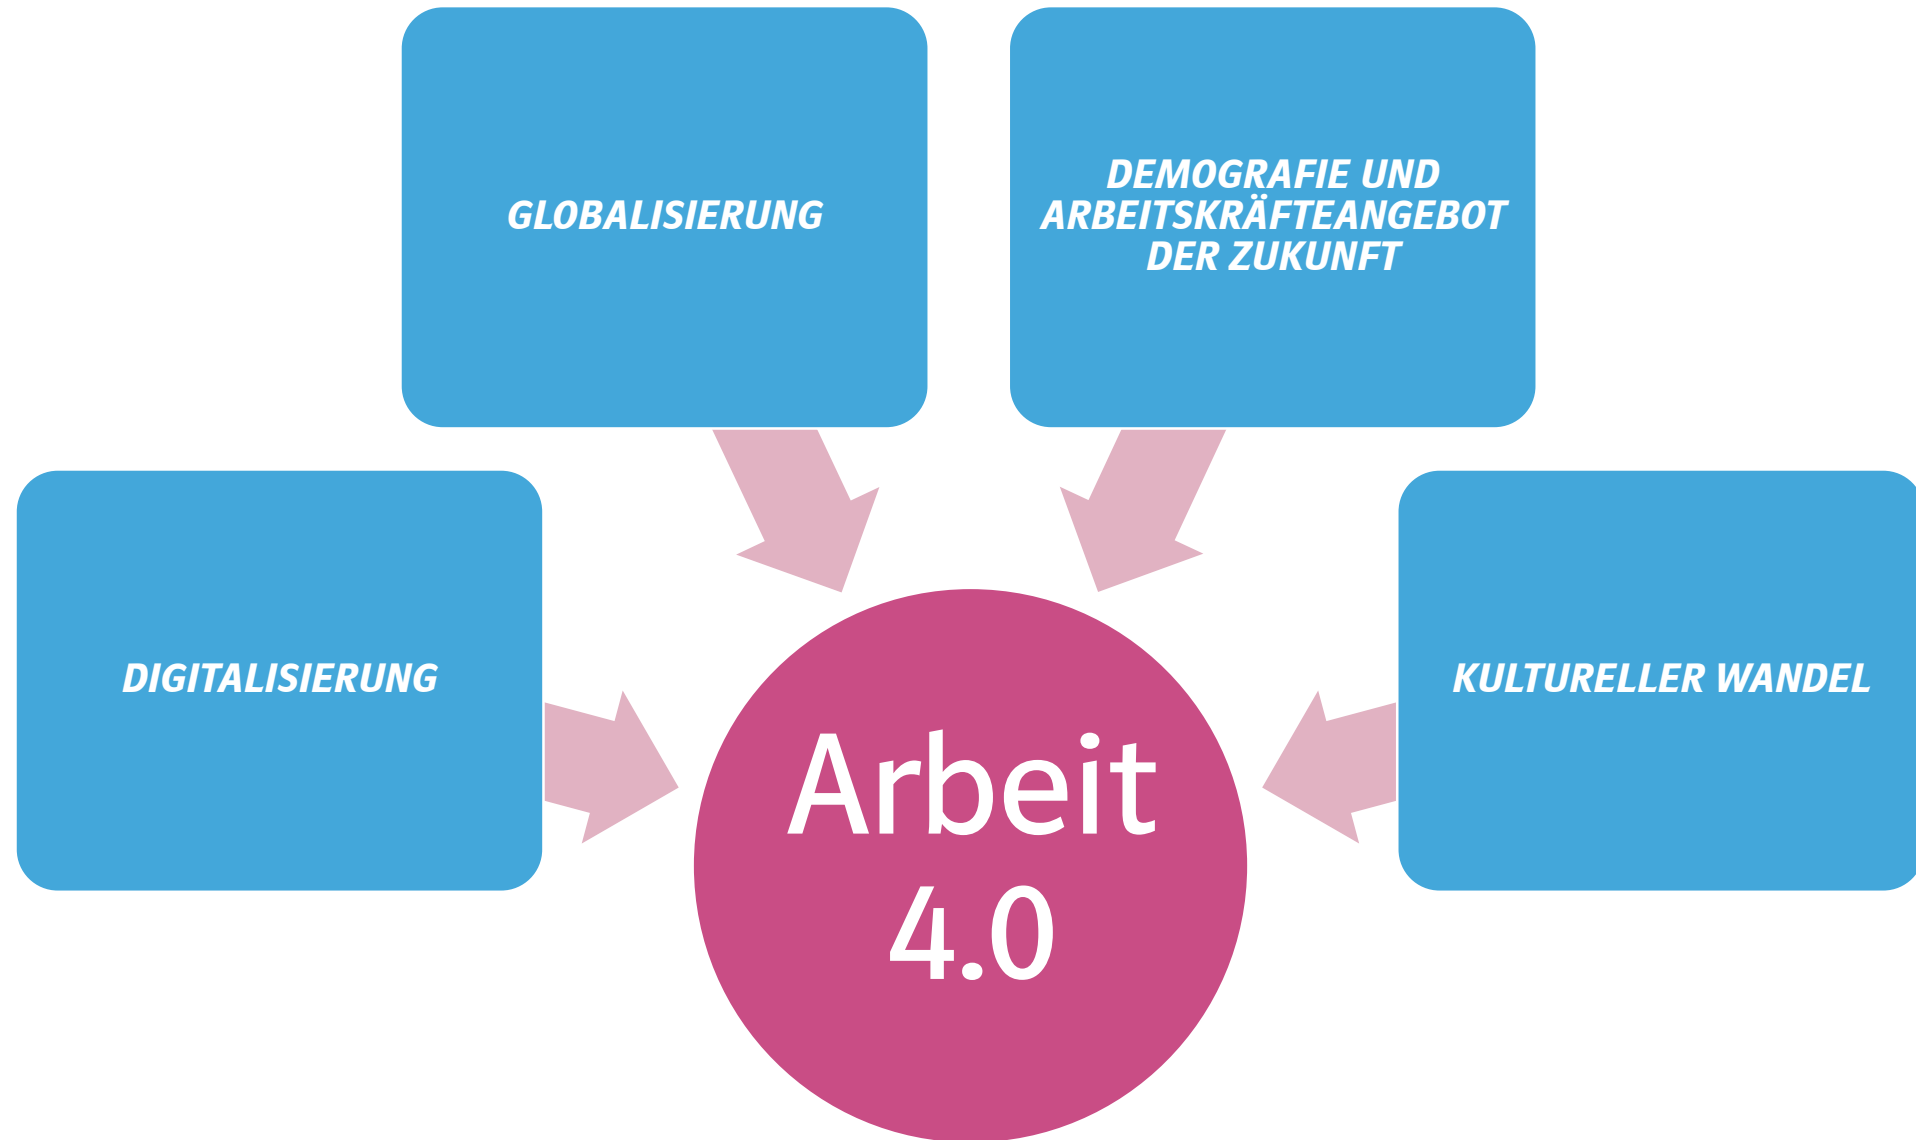 GLOBALISIERUNG
DEMOGRAFIE UND
ARBEITSKRÄFTEANGEBOT
DER ZUKUNFT
DIGITALISIERUNG
KULTURELLER WANDEL
Arbeit
4.0